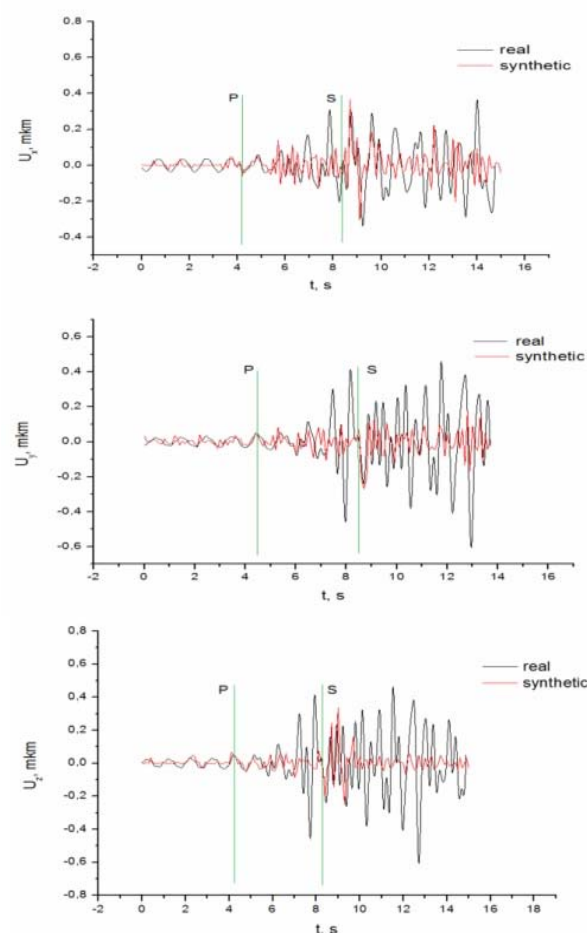 0,8
0,6
0,4
0,2
0,0
-0,2
-0,4
Uₓ, mkm
P
S
real
synthetic
-2 0 2 4 6 8 10 12 14 16
t, s
0,6
0,4
0,2
0,0
-0,2
-0,4
-0,6
U_y, mkm
P
S
real
synthetic
-2 0 2 4 6 8 10 12 14 16
t, s
0,8
0,6
0,4
0,2
0,0
-0,2
-0,4
-0,6
-0,8
U_z, mkm
P
S
real
synthetic
-2 0 2 4 6 8 10 12 14 16 18
t, s